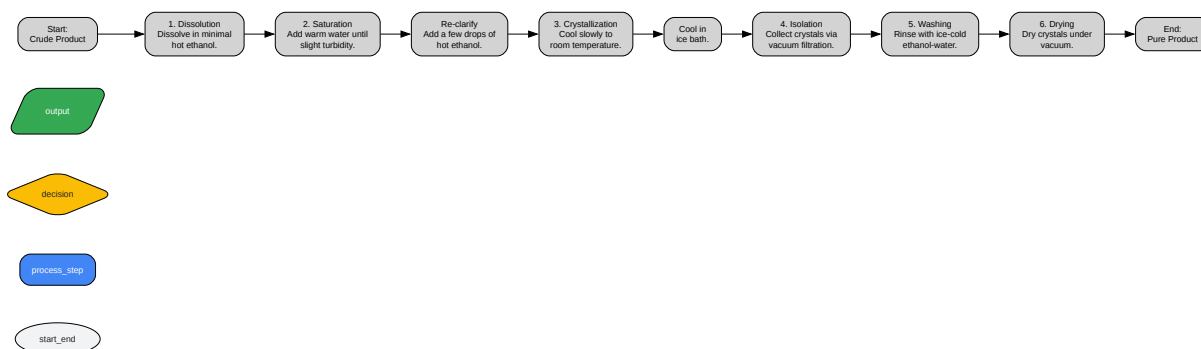 Start:
Crude Product
1. Dissolution
Dissolve in minimal
hot ethanol.
2. Saturation
Add warm water until
slight turbidity.
Re-clarify
Add a few drops of
hot ethanol.
3. Crystallization
Cool slowly to
room temperature.
Cool in
ice bath.
4. Isolation
Collect crystals via
vacuum filtration.
5. Washing
Rinse with ice-cold
ethanol-water.
6. Drying
Dry crystals under
vacuum.
End:
Pure Product
output
decision
process_step
start_end